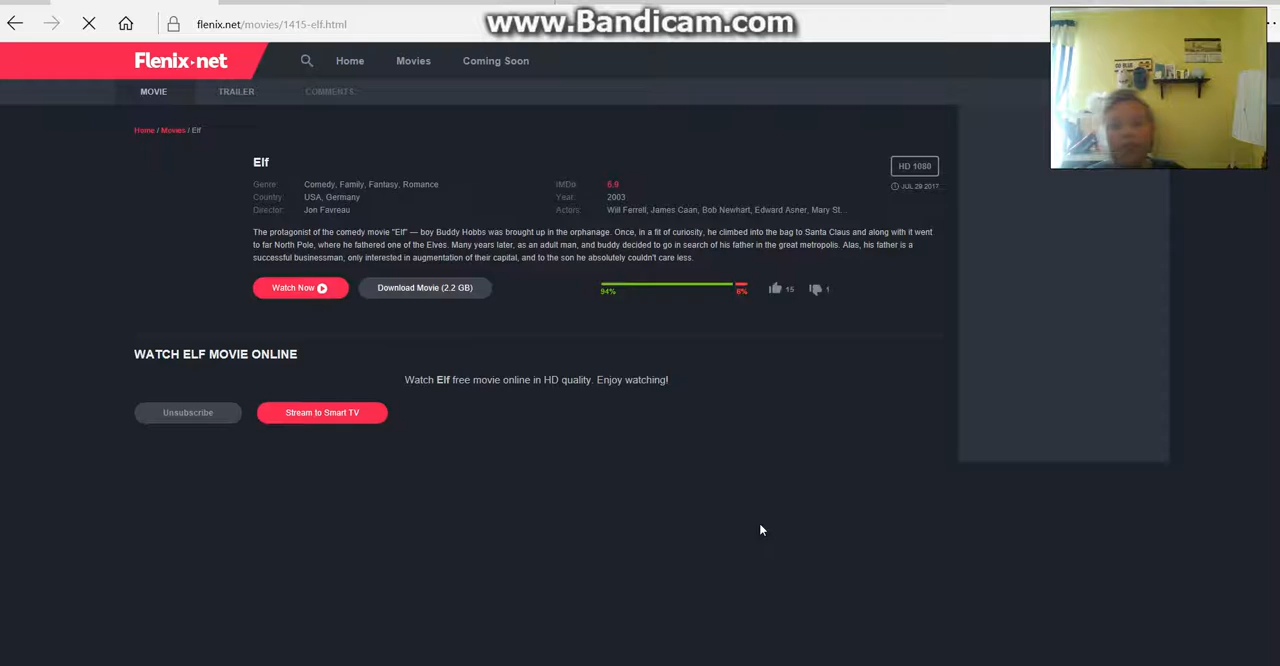 www.Bandicam.com
flenix.net/movies/1415-elf.html
Flenix net
Home Movies Coming Soon
MOVIE TRAILER COMMENTS
Home / Movies / Elf
Elf
HD 1080
Genre: Comedy, Family, Fantasy, Romance
IMDb: 6.9
JUL 29 2017
Country: USA, Germany
Year: 2003
Director: Jon Favreau
Actors: Will Ferrell, James Caan, Bob Newhart, Edward Asner, Mary St...
The protagonist of the comedy movie "Elf" — boy Buddy Hobbs was brought up in the orphanage. Once, in a fit of curiosity, he climbed into the bag to Santa Claus and along with it went
to far North Pole, where he fathered one of the Elves. Many years later, as an adult man, and buddy decided to go in search of his father in the great metropolis. Alas, his father is a
successful businessman, only interested in augmentation of their capital, and to the son he absolutely couldn't care less.
Watch Now Download Movie (2.2 GB)
94% 6% 15 1
WATCH ELF MOVIE ONLINE
Watch Elf free movie online in HD quality. Enjoy watching!
Unsubscribe Stream to Smart TV